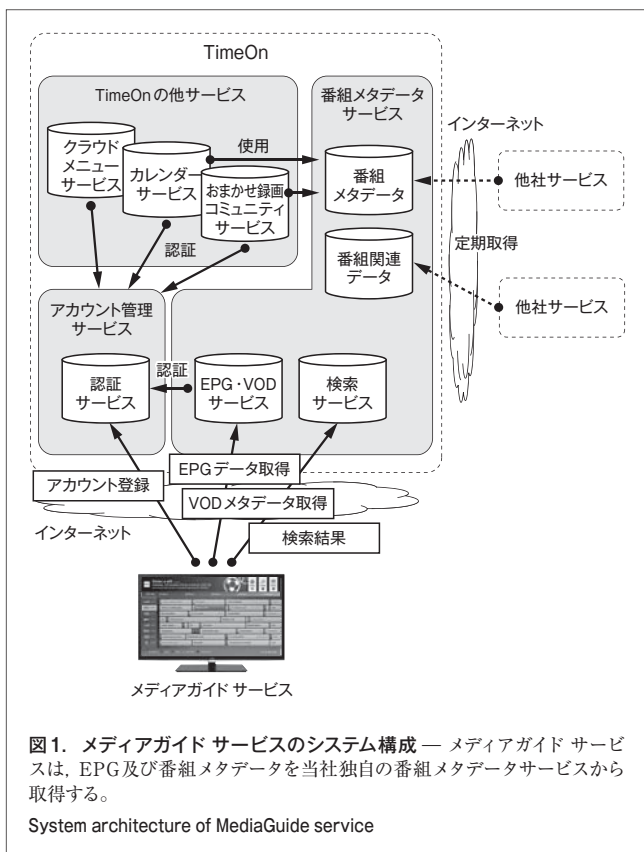 TimeOn
TimeOnの他サービス
クラウド
メニュー
サービス
カレンダー
サービス
おまかせ録画
コミュニティ
サービス
使用
認証
番組メタデータ
サービス
番組
メタデータ
番組関連
データ
インターネット
他社サービス
定期取得
他社サービス
アカウント管理
サービス
認証
サービス
認証
EPG・VOD
サービス
検索
サービス
アカウント登録
EPGデータ取得
VODメタデータ取得
検索結果
インターネット
メディアガイド サービス
図1. メディアガイド サービスのシステム構成 — メディアガイド サービ
スは，EPG及び番組メタデータを当社独自の番組メタデータサービスから
取得する。
System architecture of MediaGuide service